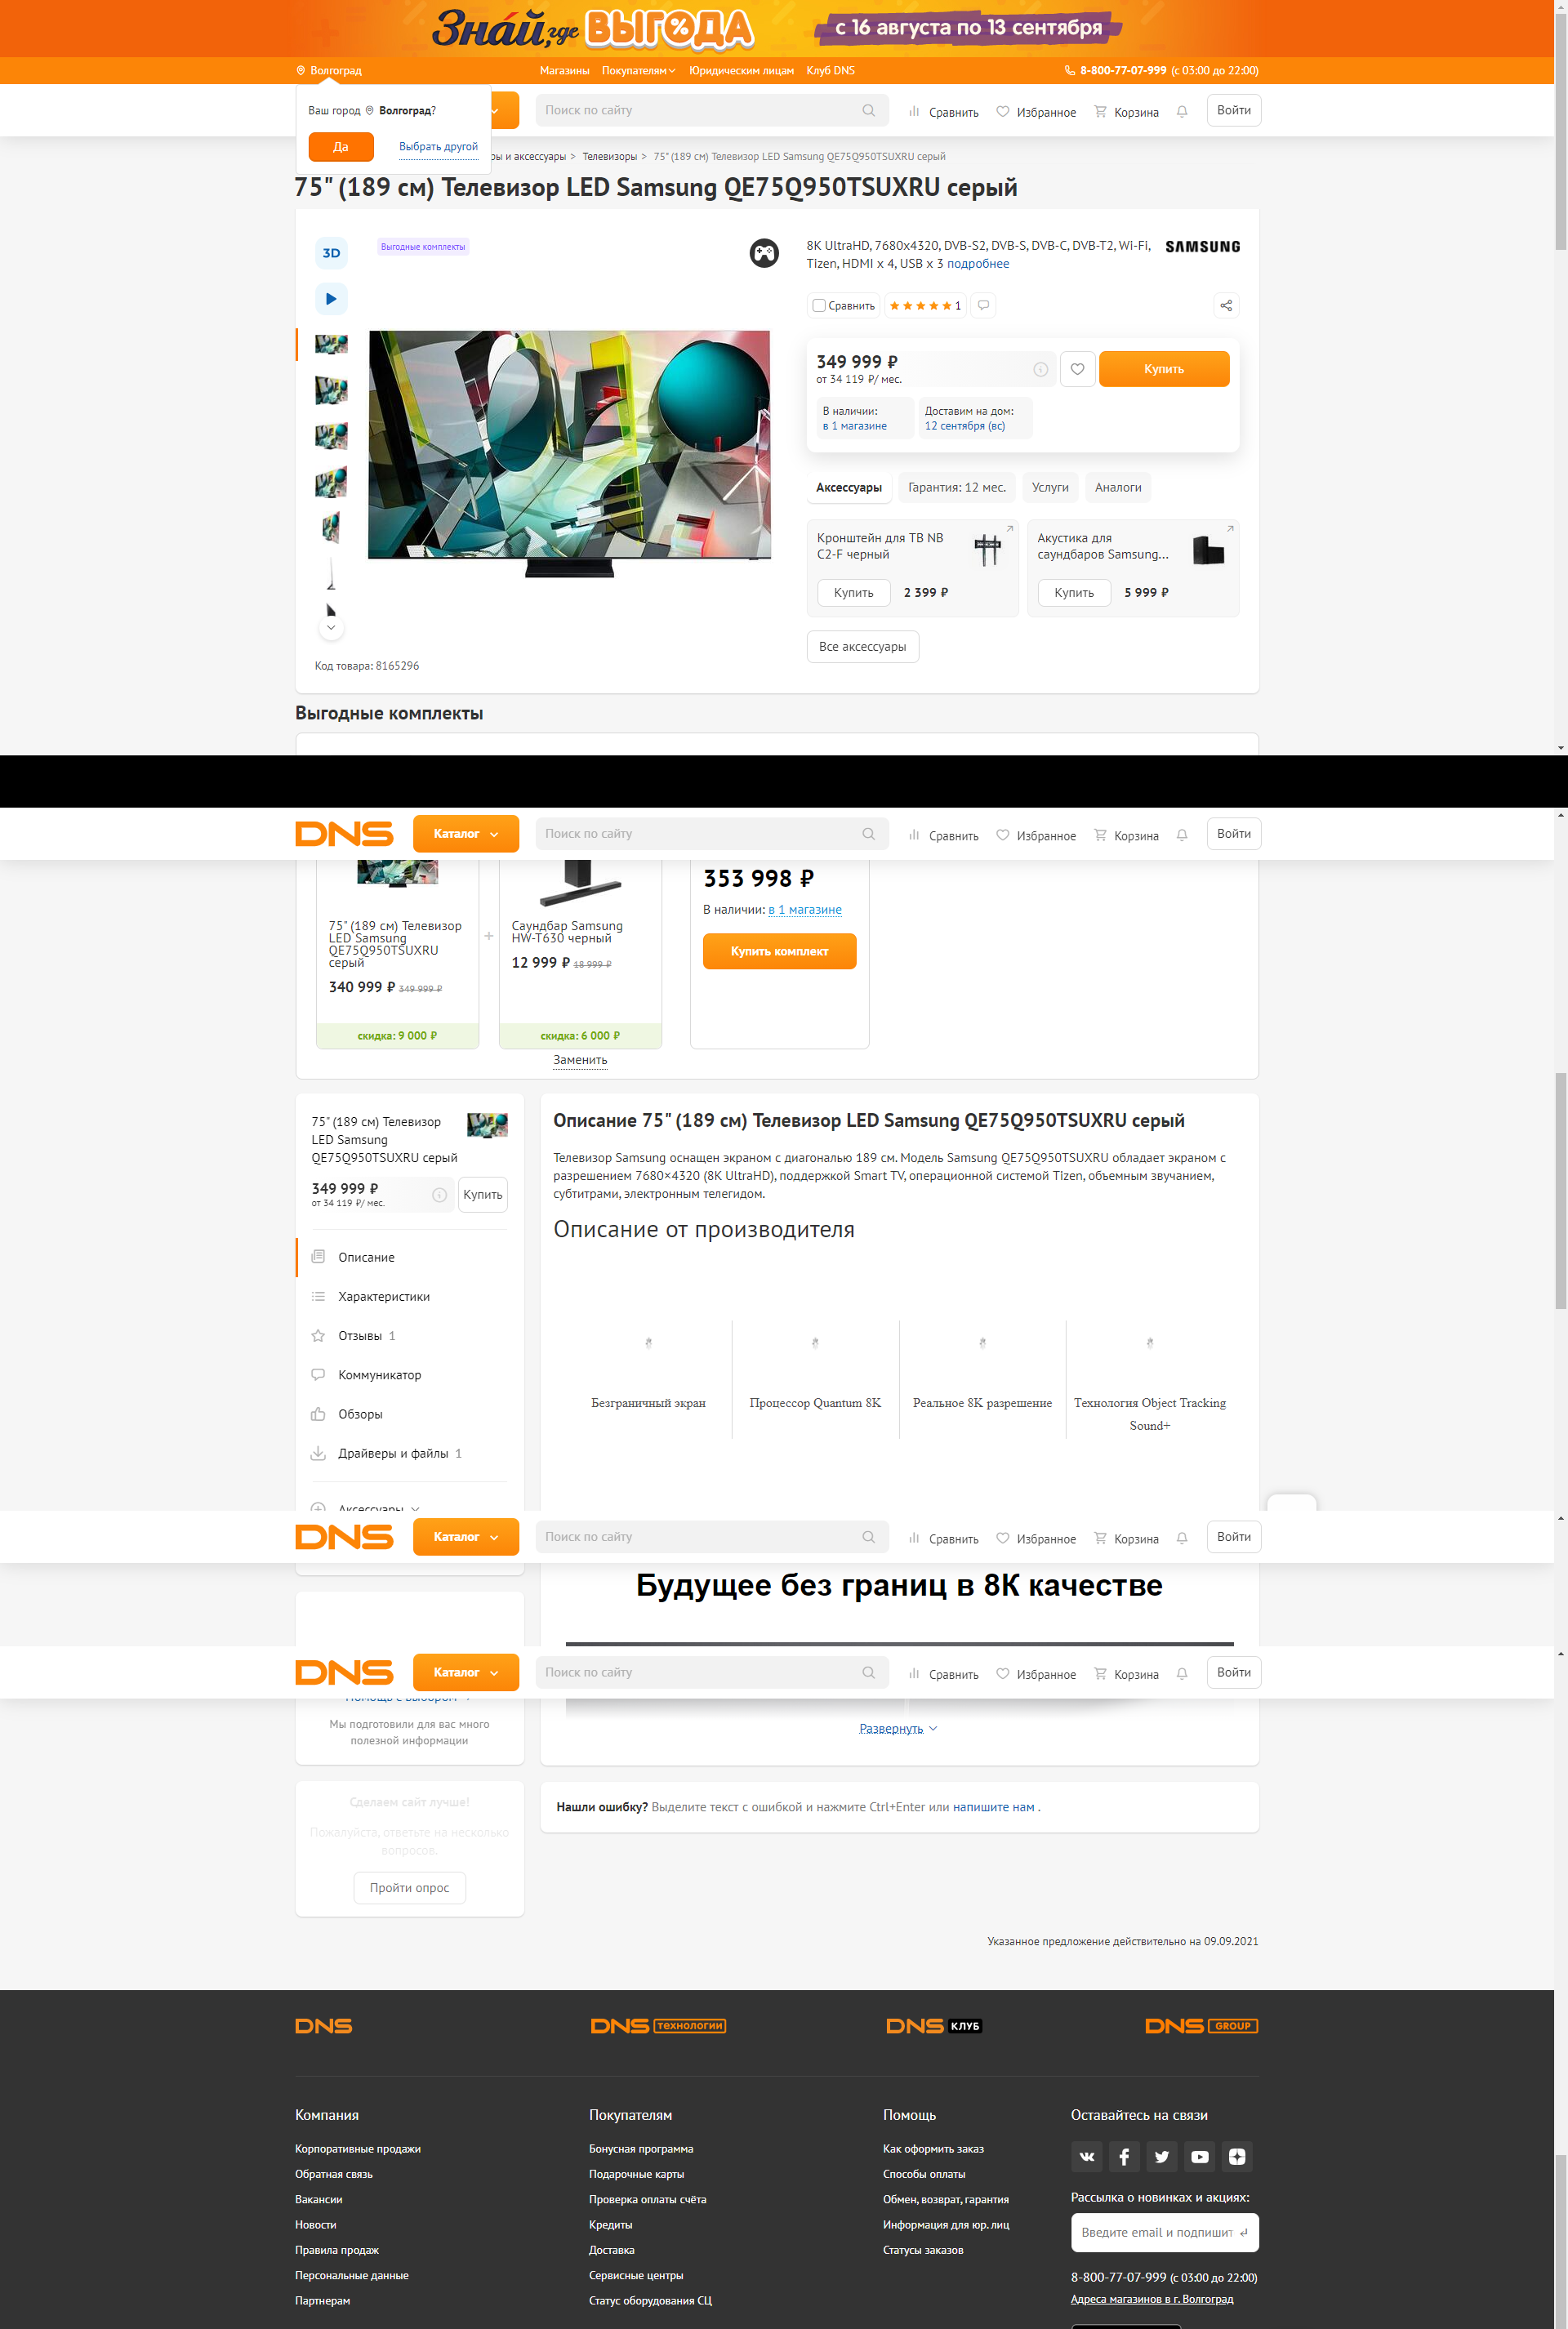 Знай, где ВЫГОДА
с 16 августа по 13 сентября
Волгоград
Магазины
Покупателям
Юридическим лицам
Клуб DNS
8-800-77-07-999 (с 03:00 до 22:00)
Ваш город Волгоград?
Да
Выбрать другой
Поиск по сайту
Сравнить
Избранное
Корзина
Войти
ры и аксессуары > Телевизоры > 75" (189 см) Телевизор LED Samsung QE75Q950TSUXRU серый
75" (189 см) Телевизор LED Samsung QE75Q950TSUXRU серый
3D
Выгодные комплекты
8K UltraHD, 7680x4320, DVB-S2, DVB-S, DVB-C, DVB-T2, Wi-Fi,
Tizen, HDMI x 4, USB x 3 подробнее
SAMSUNG
Сравнить
1
349 999 ₽
от 34 119 ₽/ мес.
Купить
В наличии:
в 1 магазине
Доставим на дом:
12 сентября (вс)
Аксессуары
Гарантия: 12 мес.
Услуги
Аналоги
Кронштейн для ТВ NB
C2-F черный
Купить
2 399 ₽
Акустика для
саундбаров Samsung...
Купить
5 999 ₽
Все аксессуары
Код товара: 8165296
Выгодные комплекты
DNS
Каталог
Поиск по сайту
Сравнить
Избранное
Корзина
Войти
75" (189 см) Телевизор
LED Samsung
QE75Q950TSUXRU
серый
340 999 ₽ 349 999 ₽
скидка: 9 000 ₽
+
Саундбар Samsung
HW-T630 черный
12 999 ₽ 18 999 ₽
скидка: 6 000 ₽
Заменить
353 998 ₽
В наличии: в 1 магазине
Купить комплект
75" (189 см) Телевизор
LED Samsung
QE75Q950TSUXRU серый
349 999 ₽
от 34 119 ₽/ мес.
Купить
Описание
Характеристики
Отзывы 1
Коммуникатор
Обзоры
Драйверы и файлы 1
Аксессуары
Описание 75" (189 см) Телевизор LED Samsung QE75Q950TSUXRU серый
Телевизор Samsung оснащен экраном с диагональю 189 см. Модель Samsung QE75Q950TSUXRU обладает экраном с
разрешением 7680×4320 (8K UltraHD), поддержкой Smart TV, операционной системой Tizen, объемным звучанием,
субтитрами, электронным телегидом.
Описание от производителя
Безграничный экран
Процессор Quantum 8K
Реальное 8K разрешение
Технология Object Tracking
Sound+
DNS
Каталог
Поиск по сайту
Сравнить
Избранное
Корзина
Войти
Будущее без границ в 8К качестве
DNS
Каталог
Поиск по сайту
Сравнить
Избранное
Корзина
Войти
Помощь с выбором
Мы подготовили для вас много
полезной информации
Развернуть
Сделаем сайт лучше!
Пожалуйста, ответьте на несколько
вопросов.
Пройти опрос
Нашли ошибку? Выделите текст с ошибкой и нажмите Ctrl+Enter или напишите нам .
Указанное предложение действительно на 09.09.2021
DNS
DNS технологии
DNS КЛУБ
DNS GROUP
Компания
Корпоративные продажи
Обратная связь
Вакансии
Новости
Правила продаж
Персональные данные
Партнерам
Покупателям
Бонусная программа
Подарочные карты
Проверка оплаты счёта
Кредиты
Доставка
Сервисные центры
Статус оборудования СЦ
Помощь
Как оформить заказ
Способы оплаты
Обмен, возврат, гарантия
Информация для юр. лиц
Статусы заказов
Оставайтесь на связи
Рассылка о новинках и акциях:
Введите email и подпишит
8-800-77-07-999 (с 03:00 до 22:00)
Адреса магазинов в г. Волгоград